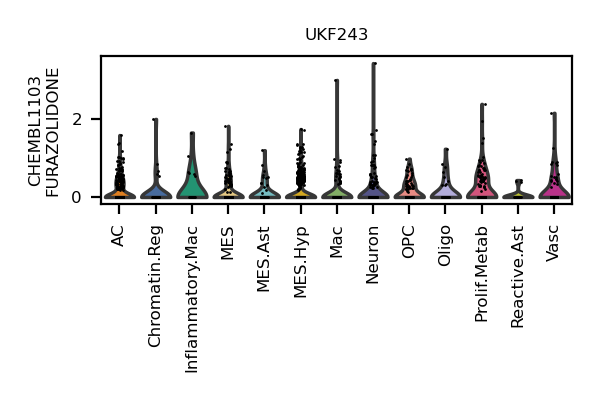 UKF243
CHEMBL1103
FURAZOLIDONE
2
0
AC
Chromatin.Reg
Inflammatory.Mac
MES
MES.Ast
MES.Hyp
Mac
Neuron
OPC
Oligo
Prolif.Metab
Reactive.Ast
Vasc